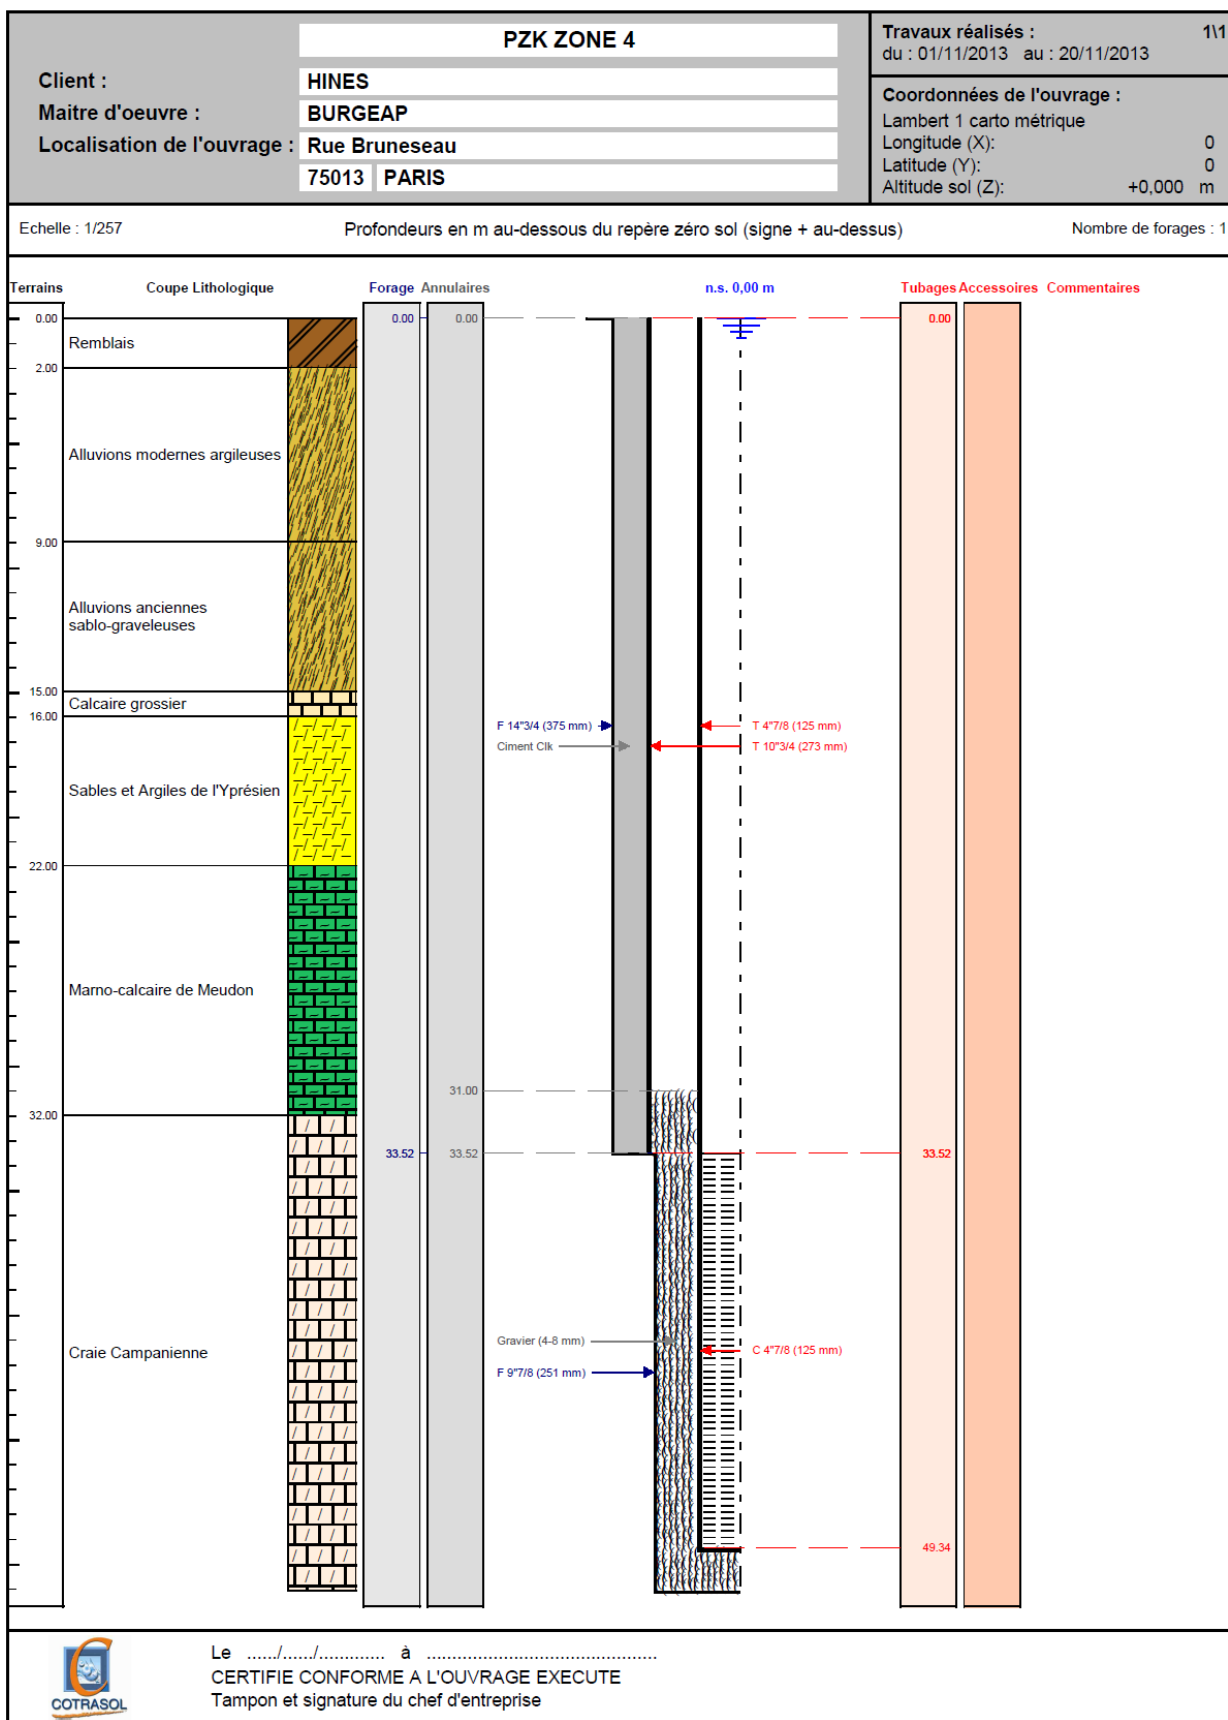 PZK ZONE 4
Travaux réalisés : 1\1
du : 01/11/2013 au : 20/11/2013
Client : HINES
Maitre d'oeuvre : BURGEAP
Localisation de l'ouvrage : Rue Bruneseau
75013 PARIS
Coordonnées de l'ouvrage :
Lambert 1 carto métrique
Longitude (X): 0
Latitude (Y): 0
Altitude sol (Z): +0,000 m
Echelle : 1/257 Profondeurs en m au-dessous du repère zéro sol (signe + au-dessus) Nombre de forages : 1
Terrains Coupe Lithologique Forage Annulaires n.s. 0,00 m Tubages Accessoires Commentaires
0.00 0.00 0.00 0.00
Remblais
2.00
Alluvions modernes argileuses
9.00
Alluvions anciennes
sablo-graveleuses
15.00
Calcaire grossier
16.00
F 14"3/4 (375 mm) T 4"7/8 (125 mm)
Ciment Clk T 10"3/4 (273 mm)
Sables et Argiles de l'Yprésien
22.00
Marno-calcaire de Meudon
31.00
32.00
33.52 33.52 33.52
Gravier (4-8 mm)
Craie Campanienne C 4"7/8 (125 mm)
F 9"7/8 (251 mm)
49.34
COTRASOL
Le ....../....../............. à .............................................
CERTIFIE CONFORME A L'OUVRAGE EXECUTE
Tampon et signature du chef d'entreprise